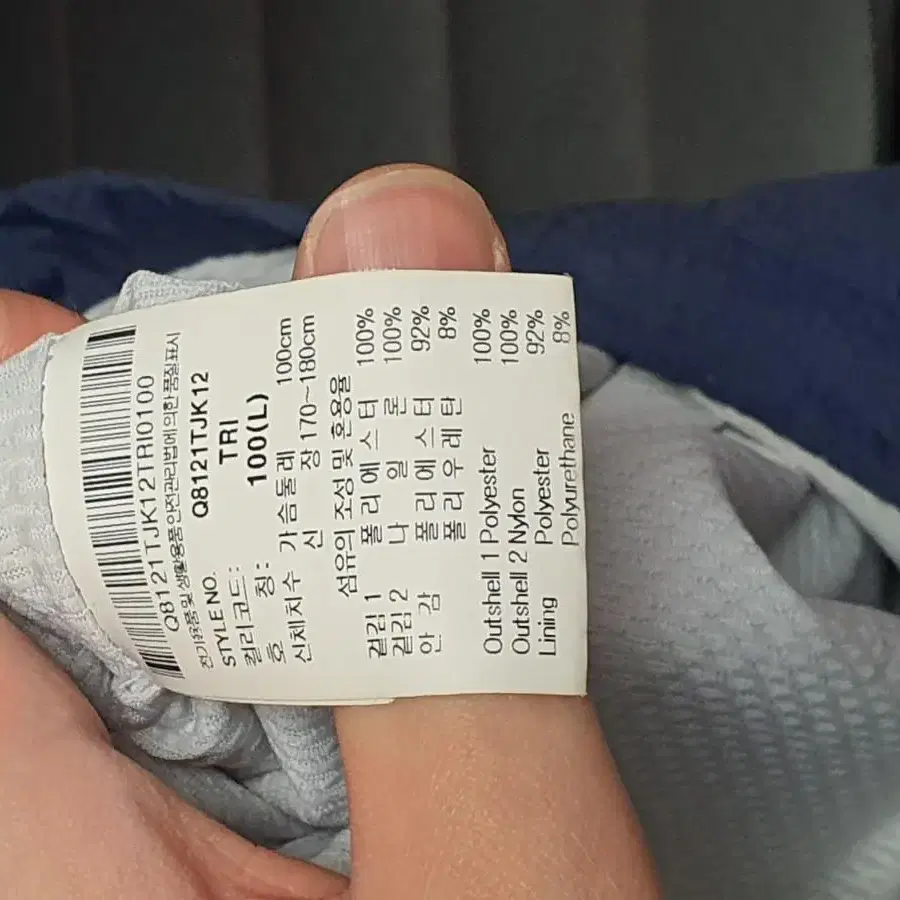 Q8121TJK12TRI0100
전기용품및생활용품안전관리법에의한품질표시
STYLE NO. Q8121TJK12
컬러코드: TRI
호 칭: 100(L)
신체치수 가슴둘레 100cm
신 장 170~180cm
섬유의 조성 및 혼용율
겉감 1 폴리에스터 100%
겉감 2 나 일 론 100%
안 감 폴리에스터 92%
폴리우레탄 8%
Outshell 1 Polyester 100%
Outshell 2 Nylon 100%
Lining Polyester 92%
Polyurethane 8%